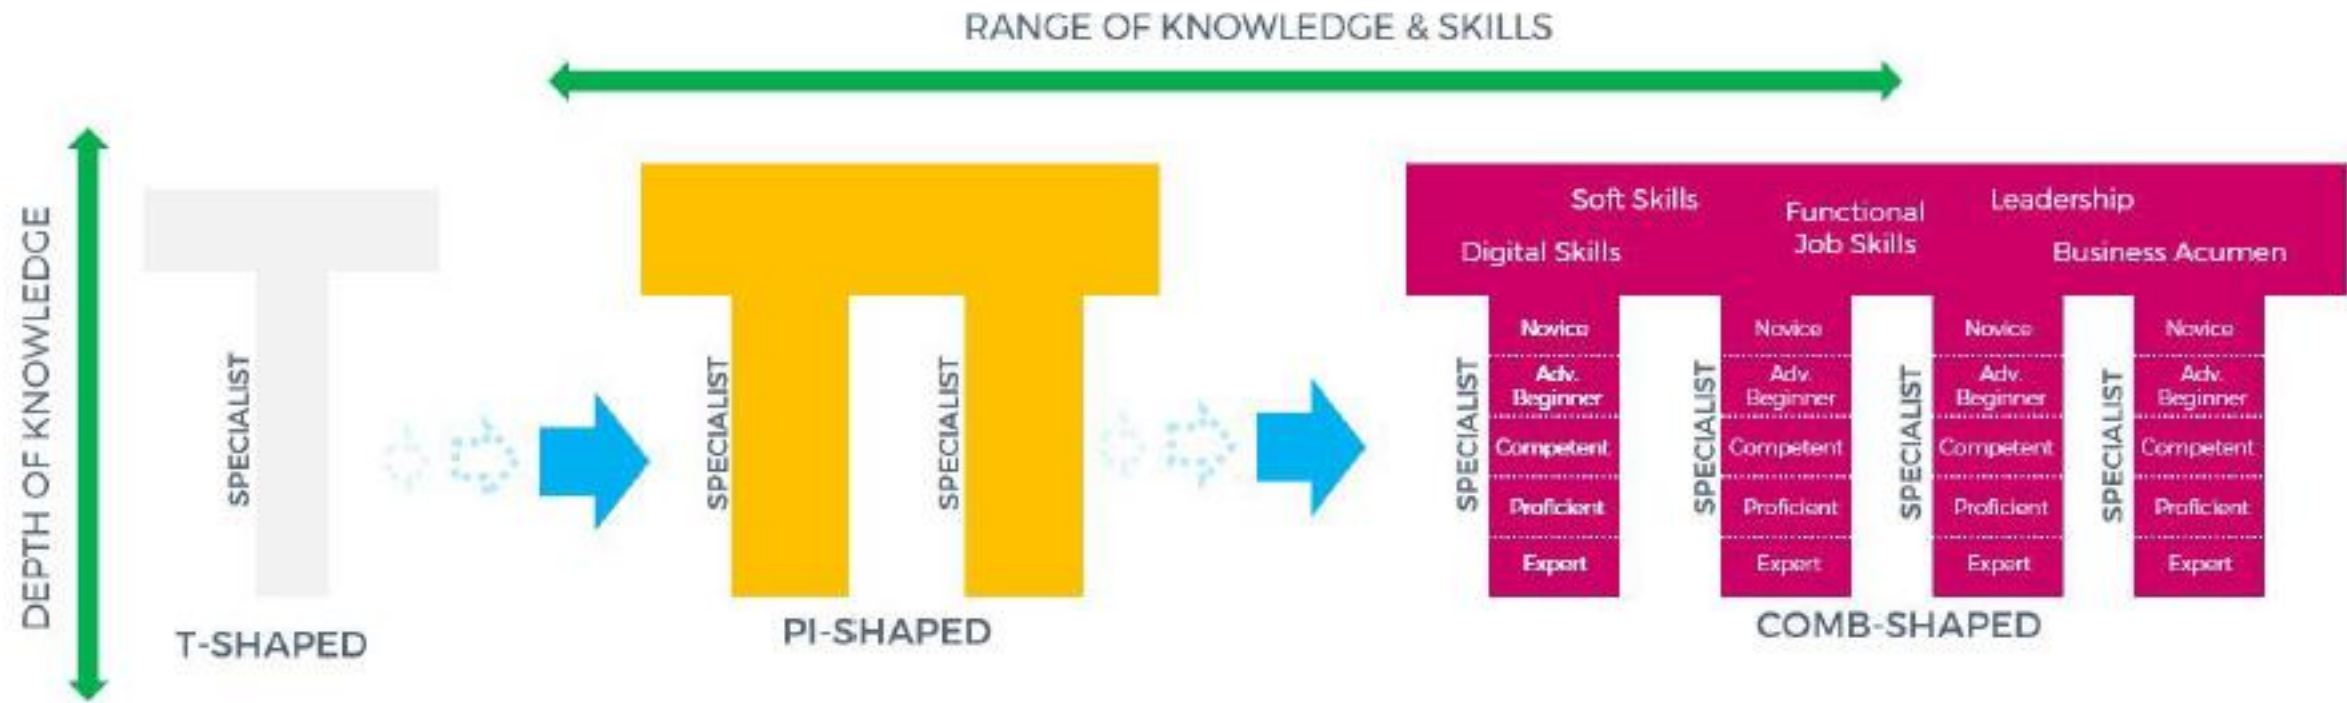 RANGE OF KNOWLEDGE & SKILLS
DEPTH OF KNOWLEDGE
SPECIALIST
T-SHAPED
SPECIALIST
SPECIALIST
PI-SHAPED
Soft Skills
Functional
Job Skills
Leadership
Digital Skills
Business Acumen
SPECIALIST
Novice
Adv.
Beginner
Competent
Proficient
Expert
SPECIALIST
Novice
Adv.
Beginner
Competent
Proficient
Expert
SPECIALIST
Novice
Adv.
Beginner
Competent
Proficient
Expert
SPECIALIST
Novice
Adv.
Beginner
Competent
Proficient
Expert
COMB-SHAPED